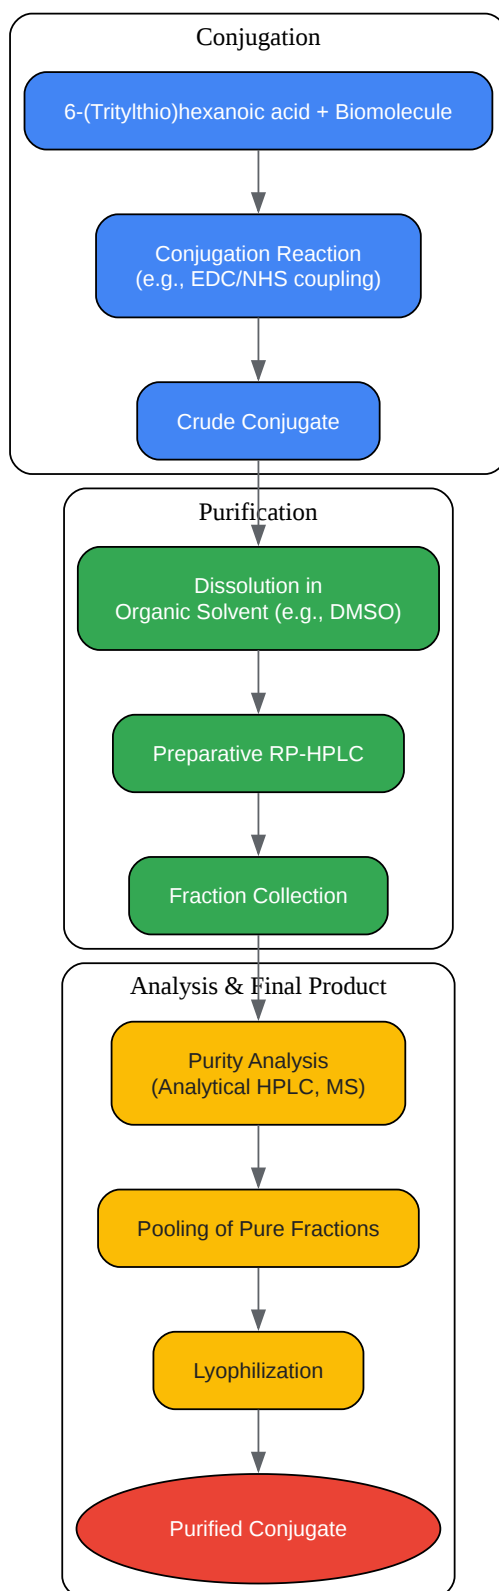 Conjugation
6-(Tritylthio)hexanoic acid + Biomolecule
Conjugation Reaction
(e.g., EDC/NHS coupling)
Crude Conjugate
Purification
Dissolution in
Organic Solvent (e.g., DMSO)
Preparative RP-HPLC
Fraction Collection
Analysis & Final Product
Purity Analysis
(Analytical HPLC, MS)
Pooling of Pure Fractions
Lyophilization
Purified Conjugate